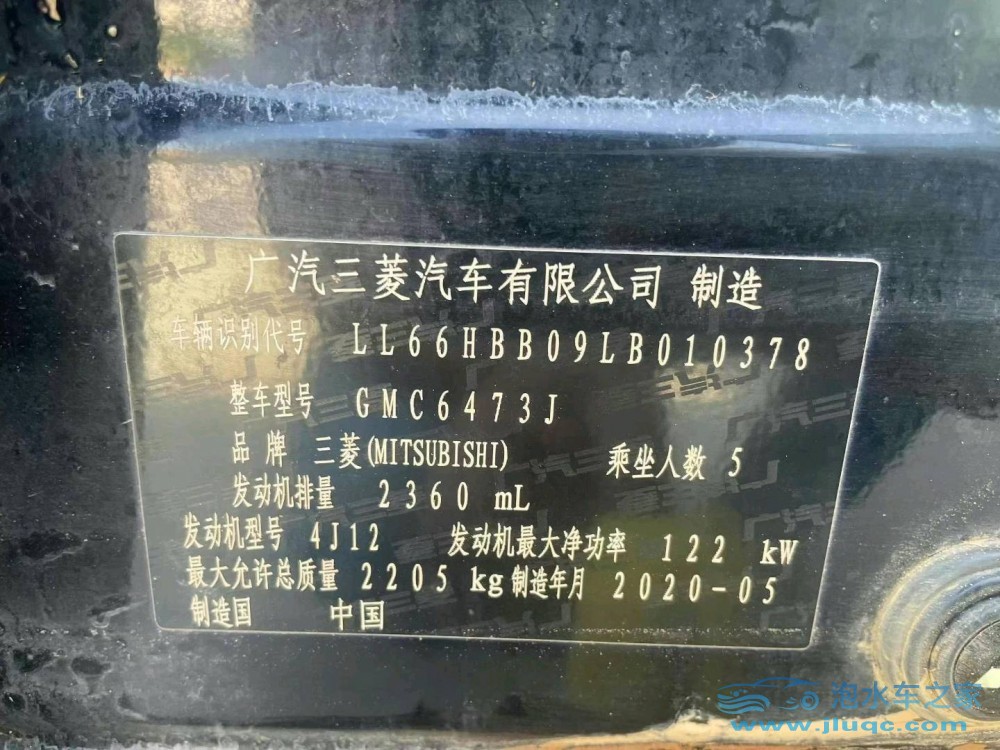 广汽三菱汽车有限公司 制造
车辆识别代号 LL66HBB09LB010378
整车型号 GMC6473J
品牌 三菱(MITSUBISHI) 乘坐人数 5
发动机排量 2360 mL
发动机型号 4J12 发动机最大净功率 122 kW
最大允许总质量 2205 kg 制造年月 2020-05
制造国 中国
泡水车之家
www.jluqc.com